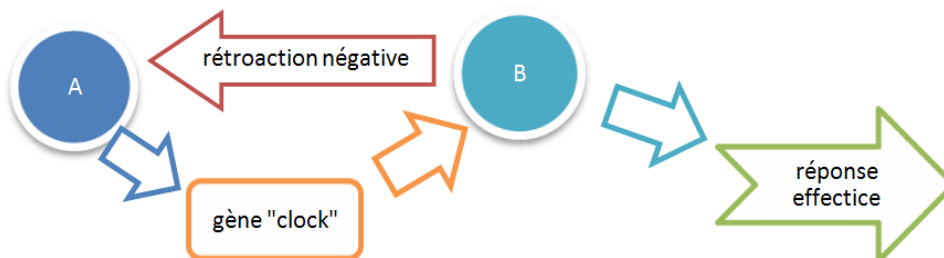 A
rétroaction négative
B
gène "clock"
réponse
effectice